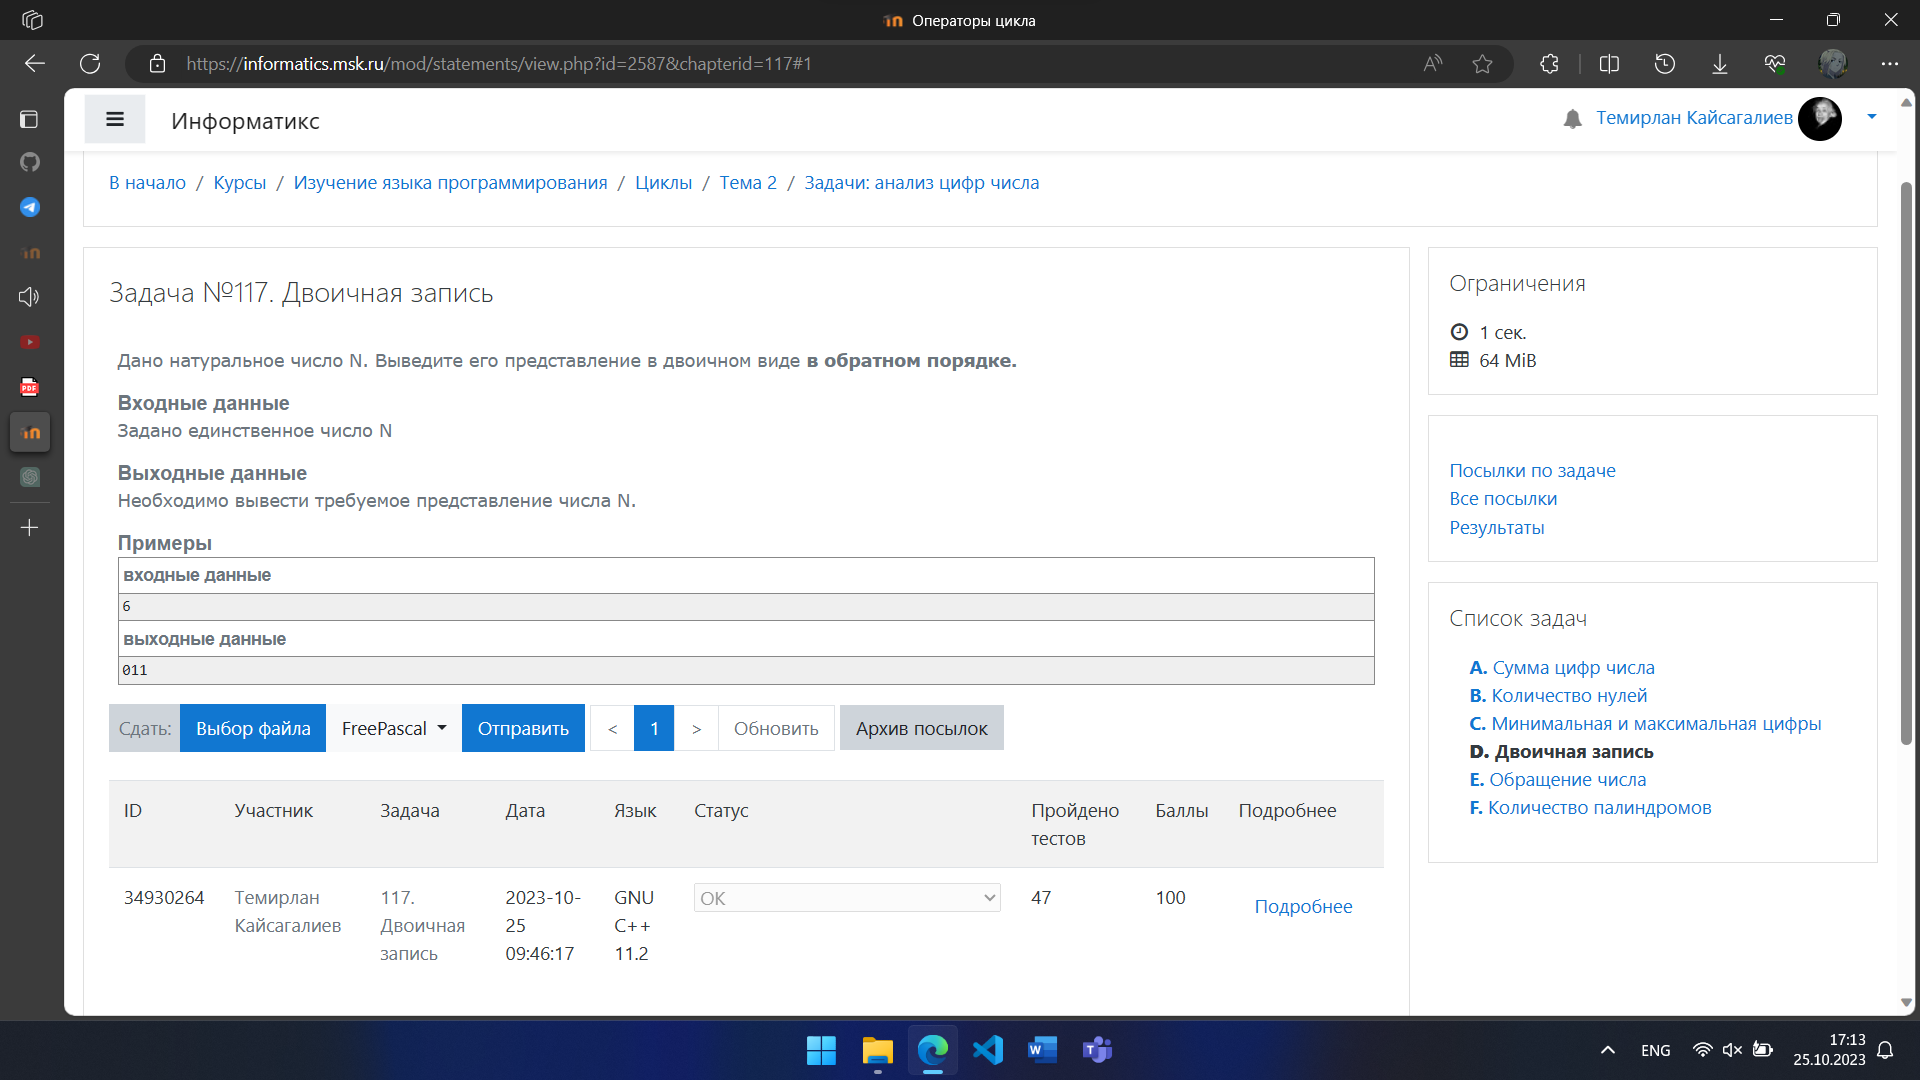 Операторы цикла
https://informatics.msk.ru/mod/statements/view.php?id=2587&chapterid=117#1
Информатикс
Темирлан Кайсагалиев
В начало / Курсы / Изучение языка программирования / Циклы / Тема 2 / Задачи: анализ цифр числа
Задача №117. Двоичная запись
Дано натуральное число N. Выведите его представление в двоичном виде в обратном порядке.
Входные данные
Задано единственное число N
Выходные данные
Необходимо вывести требуемое представление числа N.
Примеры
входные данные
6
выходные данные
011
Сдать: Выбор файла FreePascal Отправить < 1 > Обновить Архив посылок
ID Участник Задача Дата Язык Статус Пройдено тестов Баллы Подробнее
34930264 Темирлан Кайсагалиев 117. Двоичная запись 2023-10-25 09:46:17 GNU C++ 11.2 OK 47 100 Подробнее
Ограничения
1 сек.
64 MiB
Посылки по задаче
Все посылки
Результаты
Список задач
A. Сумма цифр числа
B. Количество нулей
C. Минимальная и максимальная цифры
D. Двоичная запись
E. Обращение числа
F. Количество палиндромов
PDF
ENG
17:13
25.10.2023